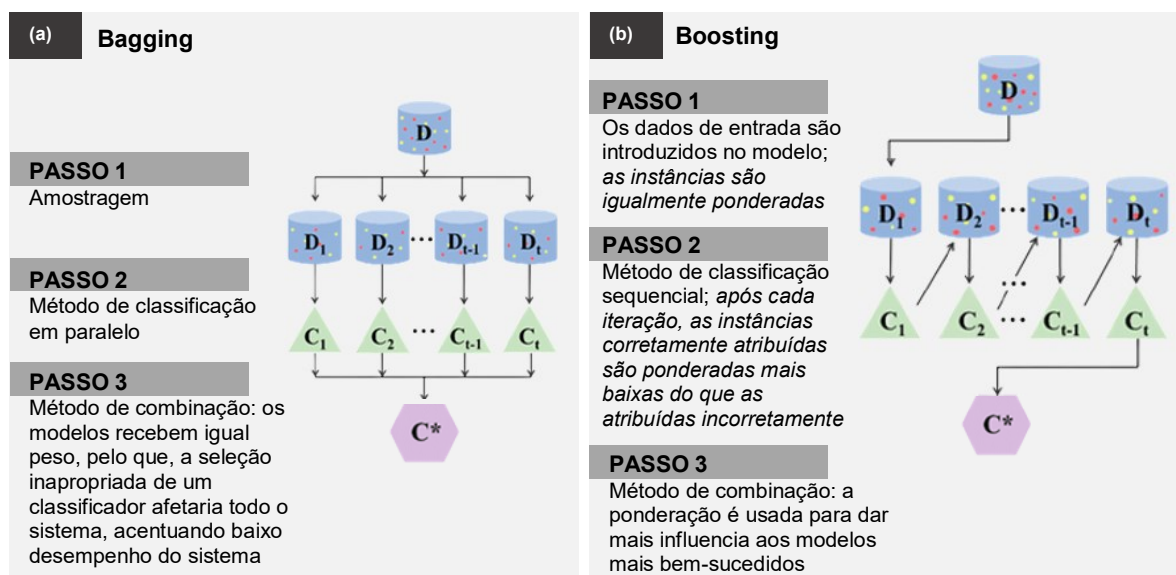 (a) Bagging
PASSO 1
Amostragem
PASSO 2
Método de classificação
em paralelo
PASSO 3
Método de combinação: os
modelos recebem igual
peso, pelo que, a seleção
inapropriada de um
classificador afetaria todo o
sistema, acentuando baixo
desempenho do sistema
D
D1 D2 ... Dt-1 Dt
C1 C2 ... Ct-1 Ct
C*
(b) Boosting
PASSO 1
Os dados de entrada são
introduzidos no modelo;
as instâncias são
igualmente ponderadas
PASSO 2
Método de classificação
sequencial; após cada
iteração, as instâncias
corretamente atribuídas
são ponderadas mais
baixas do que as
atribuídas incorretamente
PASSO 3
Método de combinação: a
ponderação é usada para dar
mais influencia aos modelos
mais bem-sucedidos
D
D1 D2 ... Dt-1 Dt
...
C1 C2 ... Ct-1 Ct
C*